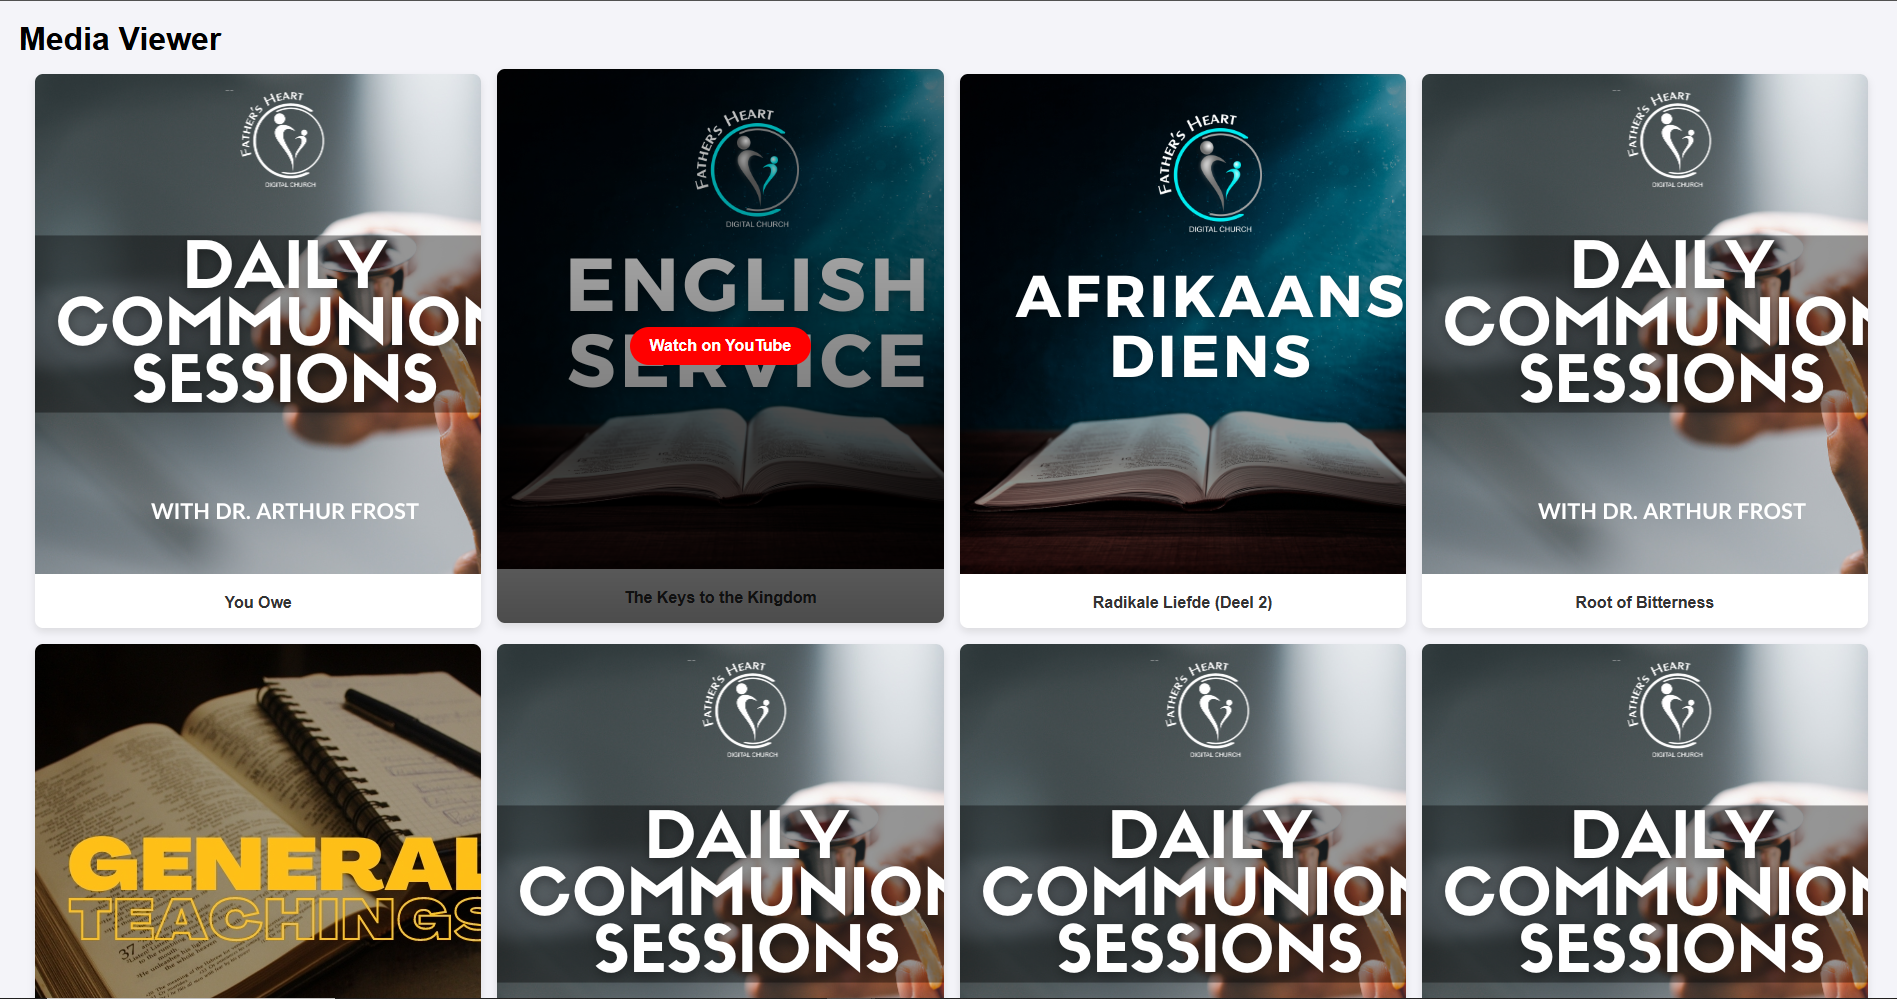 Media Viewer
FATHER'S HEART
DIGITAL CHURCH
DAILY
COMMUNION
SESSIONS
WITH DR. ARTHUR FROST
You Owe
FATHER'S HEART
DIGITAL CHURCH
ENGLISH
SERVICE
Watch on YouTube
The Keys to the Kingdom
FATHER'S HEART
DIGITAL CHURCH
AFRIKAANS
DIENS
Radikale Liefde (Deel 2)
FATHER'S HEART
DIGITAL CHURCH
DAILY
COMMUNION
SESSIONS
WITH DR. ARTHUR FROST
Root of Bitterness
GENERAL
TEACHINGS
37
FATHER'S HEART
DIGITAL CHURCH
DAILY
COMMUNION
SESSIONS
FATHER'S HEART
DIGITAL CHURCH
DAILY
COMMUNION
SESSIONS
FATHER'S HEART
DIGITAL CHURCH
DAILY
COMMUNION
SESSIONS